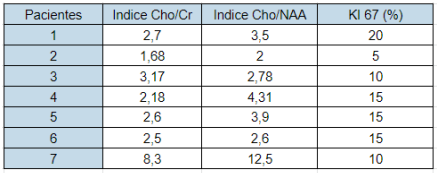 Pacientes Indice Cho/Cr Indice Cho/NAA KI 67 (%)
1 2,7 3,5 20
2 1,68 2 5
3 3,17 2,78 10
4 2,18 4,31 15
5 2,6 3,9 15
6 2,5 2,6 15
7 8,3 12,5 10